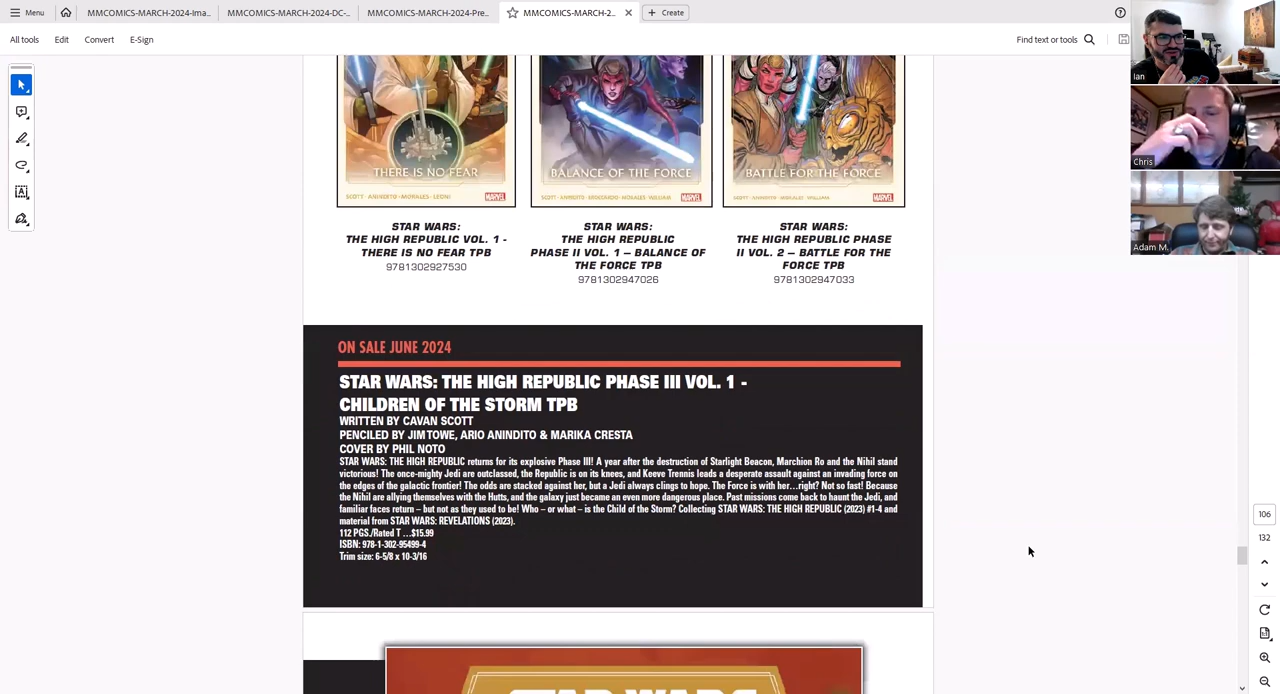 Menu
MMCOMICS-MARCH-2024-Ima...
MMCOMICS-MARCH-2024-DC-...
MMCOMICS-MARCH-2024-Pre...
MMCOMICS-MARCH-2...
Create
All tools
Edit
Convert
E-Sign
Find text or tools
Ian
Chris
Adam M.
THERE IS NO FEAR
SCOTT · ANINDITO · MORALES · LEONI
MARVEL
BALANCE OF THE FORCE
MARVEL
BATTLE FOR THE FORCE
SCOTT · ANINDITO · MORALES · WILLIAM
MARVEL
STAR WARS:
THE HIGH REPUBLIC VOL. 1 -
THERE IS NO FEAR TPB
9781302927530
STAR WARS:
THE HIGH REPUBLIC
PHASE II VOL. 1 – BALANCE OF
THE FORCE TPB
9781302947026
STAR WARS:
THE HIGH REPUBLIC PHASE
II VOL. 2 – BATTLE FOR THE
FORCE TPB
9781302947033
ON SALE JUNE 2024
STAR WARS: THE HIGH REPUBLIC PHASE III VOL. 1 -
CHILDREN OF THE STORM TPB
WRITTEN BY CAVAN SCOTT
PENCILED BY JIM TOWE, ARIO ANINDITO & MARIKA CRESTA
COVER BY PHIL NOTO
STAR WARS: THE HIGH REPUBLIC returns for its explosive Phase III! A year after the destruction of Starlight Beacon, Marchion Ro and the Nihil stand
victorious! The once-mighty Jedi are outclassed, the Republic is on its knees, and Keeve Trennis leads a desperate assault against an invading force on
the edges of the galactic frontier! The odds are stacked against her, but a Jedi always clings to hope. The Force is with her...right? Not so fast! Because
the Nihil are allying themselves with the Hutts, and the galaxy just became an even more dangerous place. Past missions come back to haunt the Jedi, and
familiar faces return – but not as they used to be! Who – or what – is the Child of the Storm? Collecting STAR WARS: THE HIGH REPUBLIC (2023) #1-4 and
material from STAR WARS: REVELATIONS (2023).
112 PGS./Rated T ...$15.99
ISBN: 978-1-302-95499-4
Trim size: 6-5/8 x 10-3/16
106
132
STAR WARS